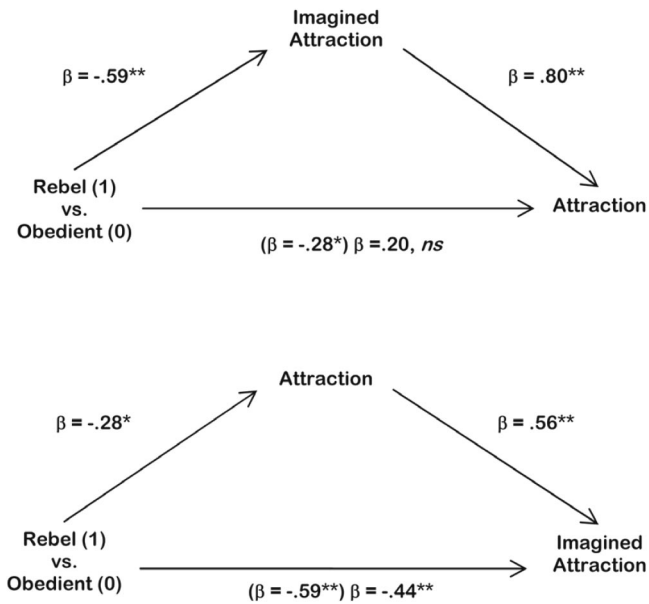 Imagined
Attraction
β = -.59**
β = .80**
Rebel (1)
vs.
Obedient (0)
Attraction
(β = -.28*) β =.20, ns
Attraction
β = -.28*
β = .56**
Rebel (1)
vs.
Obedient (0)
Imagined
Attraction
(β = -.59**) β = -.44**